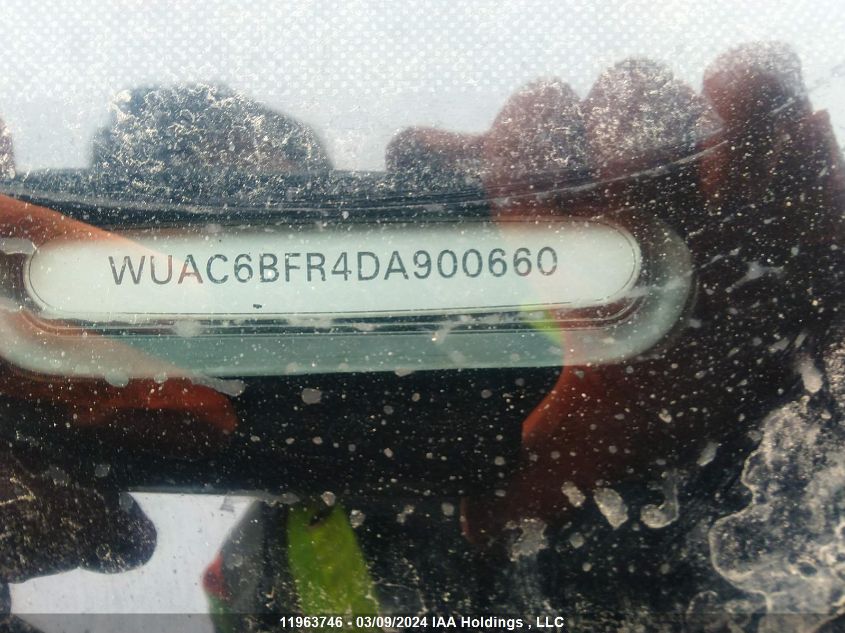 WUAC6BFR4DA900660
11963746 - 03/09/2024 IAA Holdings , LLC